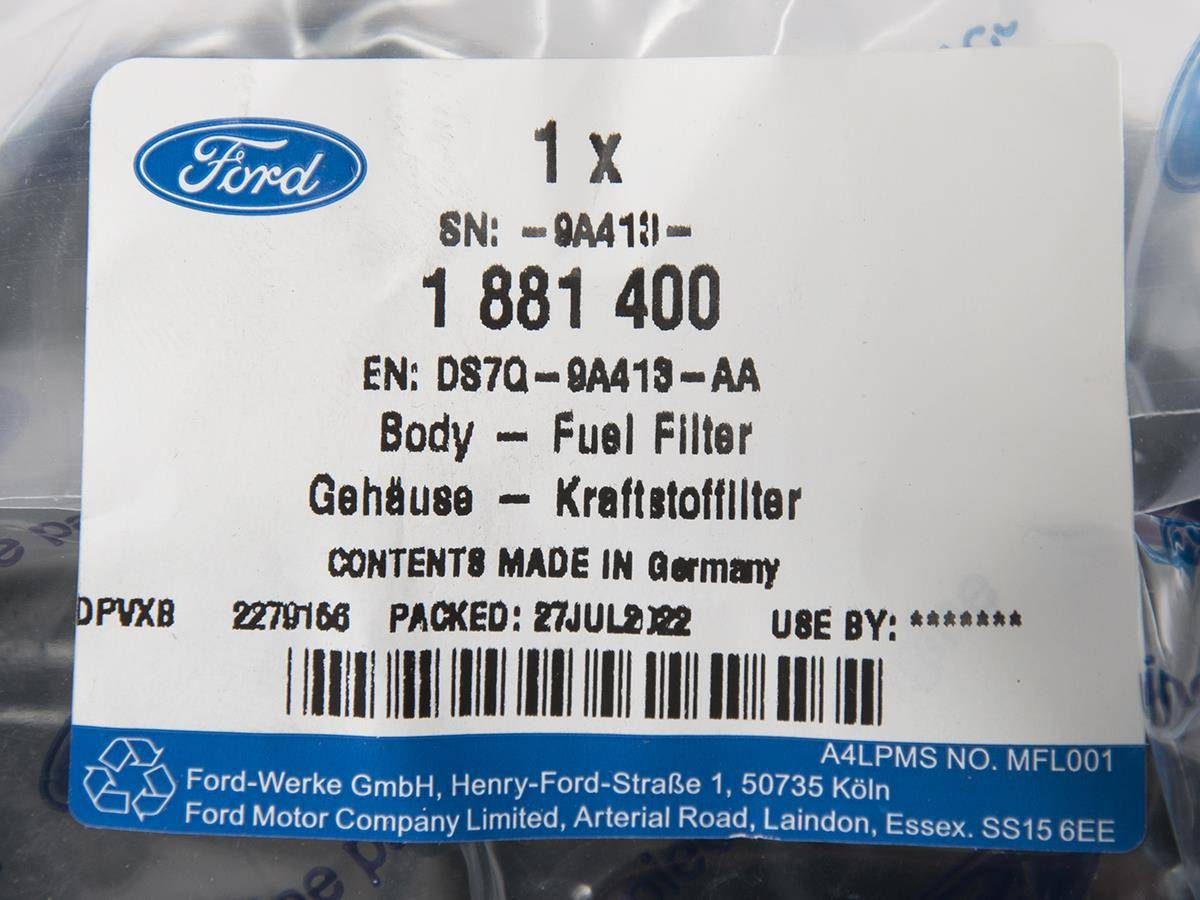 Ford
1 x
SN: -9A413-
1 881 400
EN: DS7Q-9A413-AA
Body - Fuel Filter
Gehäuse - Kraftstoffilter
CONTENTS MADE IN Germany
DPVXB 2279166 PACKED: 27JUL2022 USE BY: *******
A4LPMS NO. MFL001
Ford-Werke GmbH, Henry-Ford-Straße 1, 50735 Köln
Ford Motor Company Limited, Arterial Road, Laindon, Essex. SS15 6EE